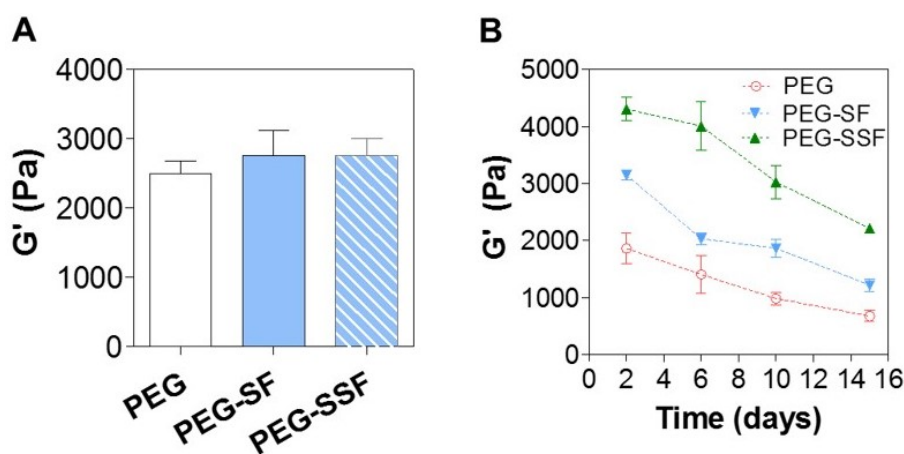 A
4000
3000
2000
1000
0
G' (Pa)
PEG
PEG-SF
PEG-SSF
B
5000
4000
3000
2000
1000
0
G' (Pa)
PEG
PEG-SF
PEG-SSF
0 2 4 6 8 10 12 14 16
Time (days)